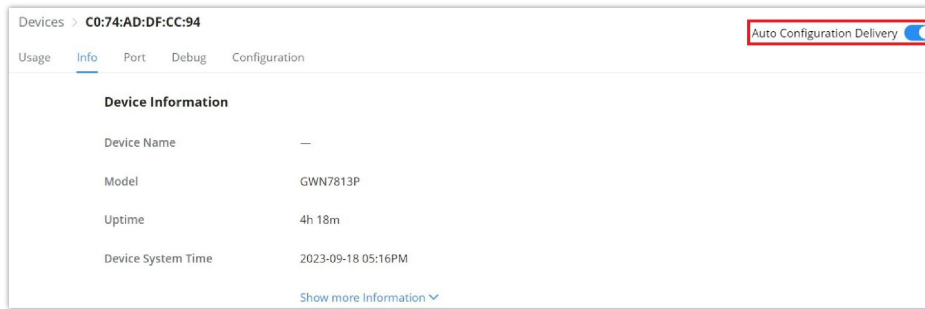 Devices > C0:74:AD:DF:CC:94
Auto Configuration Delivery
Usage Info Port Debug Configuration
Device Information
Device Name —
Model GWN7813P
Uptime 4h 18m
Device System Time 2023-09-18 05:16PM
Show more Information